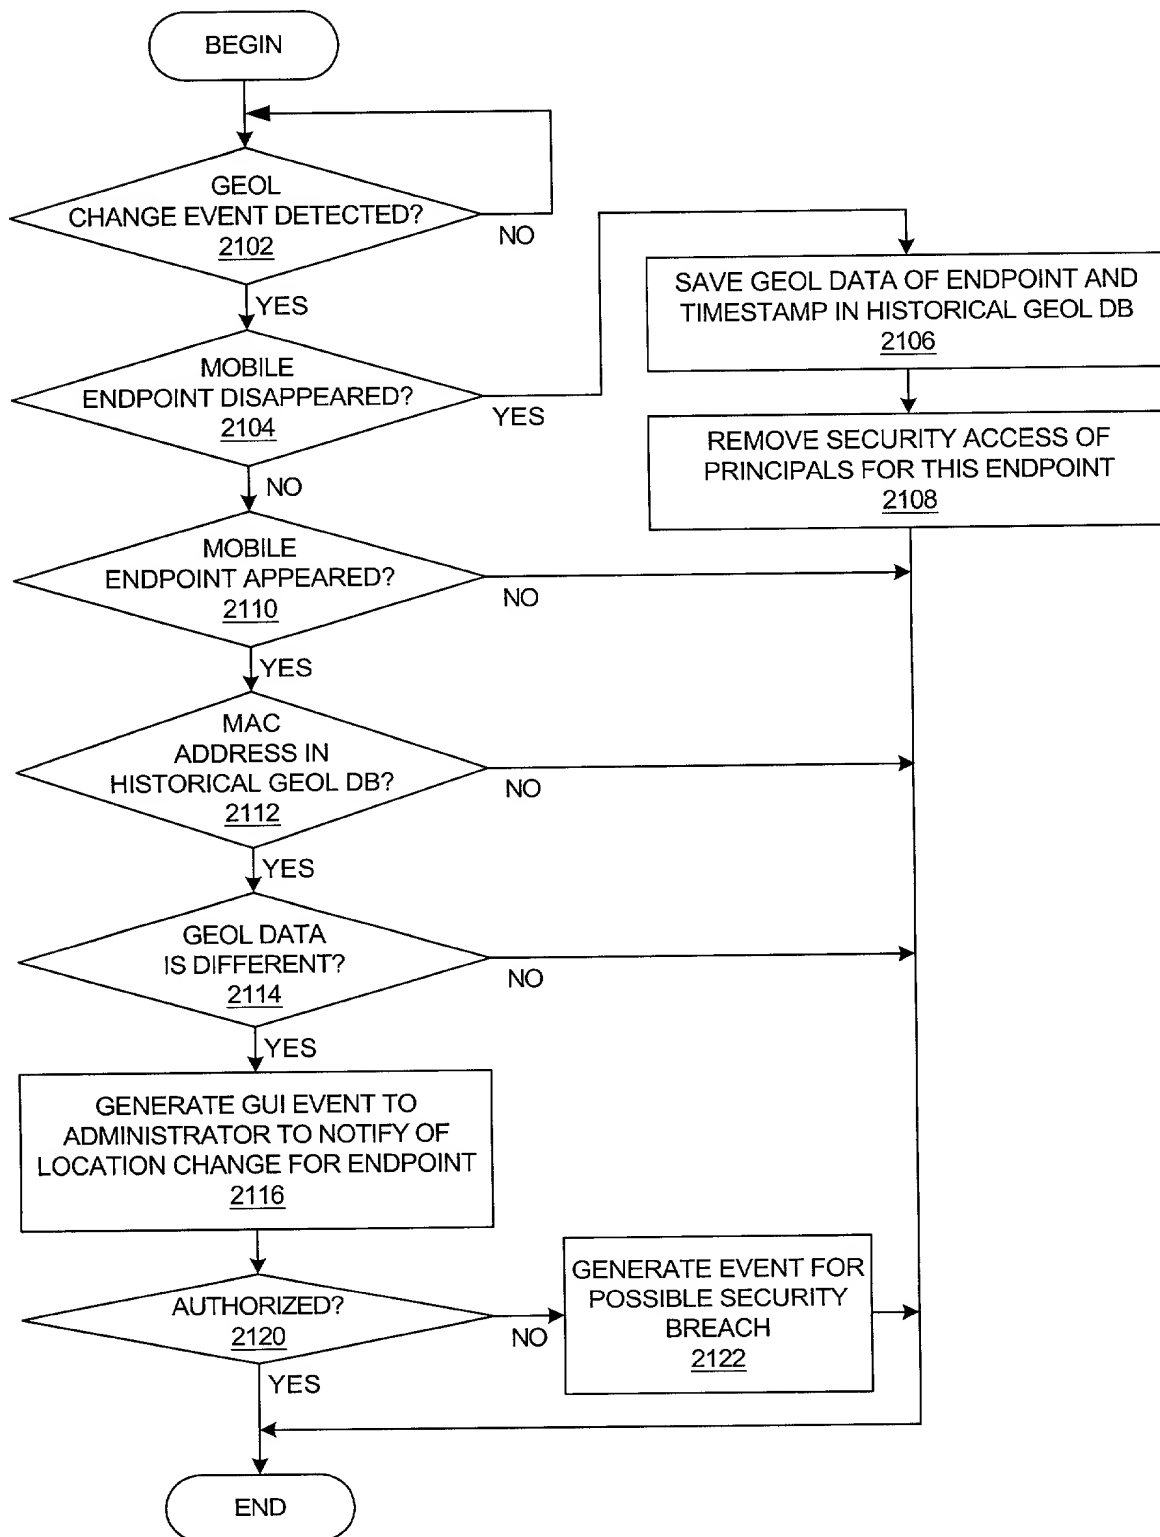 BEGIN
GEOL
CHANGE EVENT DETECTED?
2102
NO
YES
SAVE GEOL DATA OF ENDPOINT AND
TIMESTAMP IN HISTORICAL GEOL DB
2106
MOBILE
ENDPOINT DISAPPEARED?
2104
YES
NO
REMOVE SECURITY ACCESS OF
PRINCIPALS FOR THIS ENDPOINT
2108
MOBILE
ENDPOINT APPEARED?
2110
NO
YES
MAC
ADDRESS IN
HISTORICAL GEOL DB?
2112
NO
YES
GEOL DATA
IS DIFFERENT?
2114
NO
YES
GENERATE GUI EVENT TO
ADMINISTRATOR TO NOTIFY OF
LOCATION CHANGE FOR ENDPOINT
2116
AUTHORIZED?
2120
NO
YES
GENERATE EVENT FOR
POSSIBLE SECURITY
BREACH
2122
END